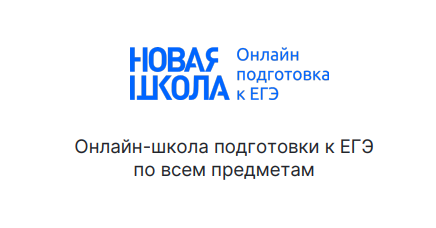 НОВАЯ
ШКОЛА
Онлайн
подготовка
к ЕГЭ
Онлайн-школа подготовки к ЕГЭ
по всем предметам